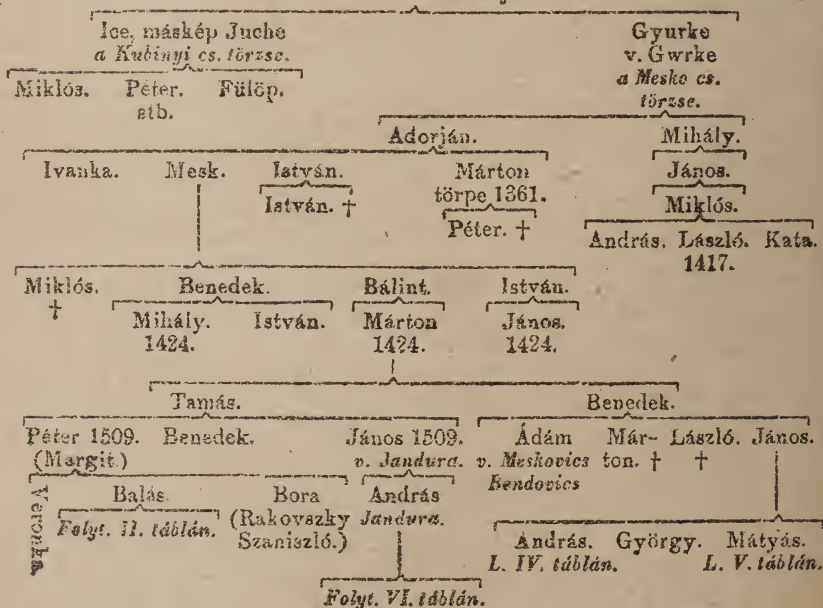 Ice, máskép Juche Gyurke
a Kubinyi cs. törzse. v. Gwrke
a Mesko cs.
törzse.
Miklós. Péter. Fülöp.
stb.
Adorján. Mihály.
Ivanka. Mesk. István. Márton János.
törpe 1361.
István. † Miklós.
Péter. †
András. László. Kata.
1417.
Miklós. Benedek. Bálint. István.
†
Mihály. István. Márton János.
1424. 1424. 1424.
Tamás. Benedek.
Péter 1509. Benedek. János 1509. Ádám Már- László. János.
(Margit.) v. Jandura. v. Meskovics ton. † †
Bendovics
Veronka. Balás. Bora András
Folyt. II. táblán. (Rakovszky Jandura.
Szaniszló.)
András. György. Mátyás.
L. IV. táblán. L. V. táblán.
Folyt. VI. táblán.